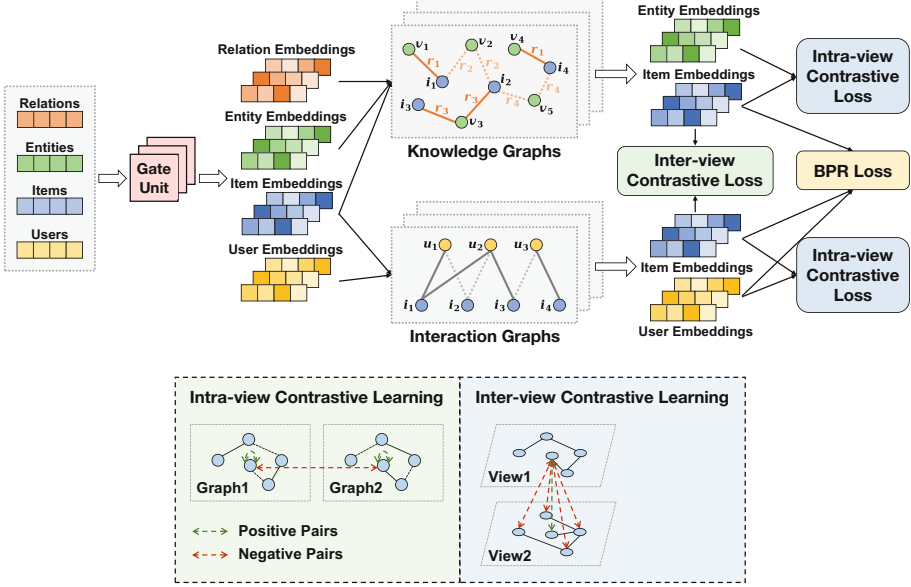 Relations
Entities
Items
Users
Gate
Unit
Relation Embeddings
Entity Embeddings
Item Embeddings
User Embeddings
v1
v2
v4
r1
r2
r2
r1
i1
i2
i4
i3
r3
r3
r4
r4
v3
v5
Knowledge Graphs
u1
u2
u3
i1
i2
i3
i4
Interaction Graphs
Entity Embeddings
Item Embeddings
Intra-view
Contrastive
Loss
Inter-view
Contrastive Loss
BPR Loss
Item Embeddings
User Embeddings
Intra-view
Contrastive
Loss
Intra-view Contrastive Learning
Graph1
Graph2
Positive Pairs
Negative Pairs
Inter-view Contrastive Learning
View1
View2